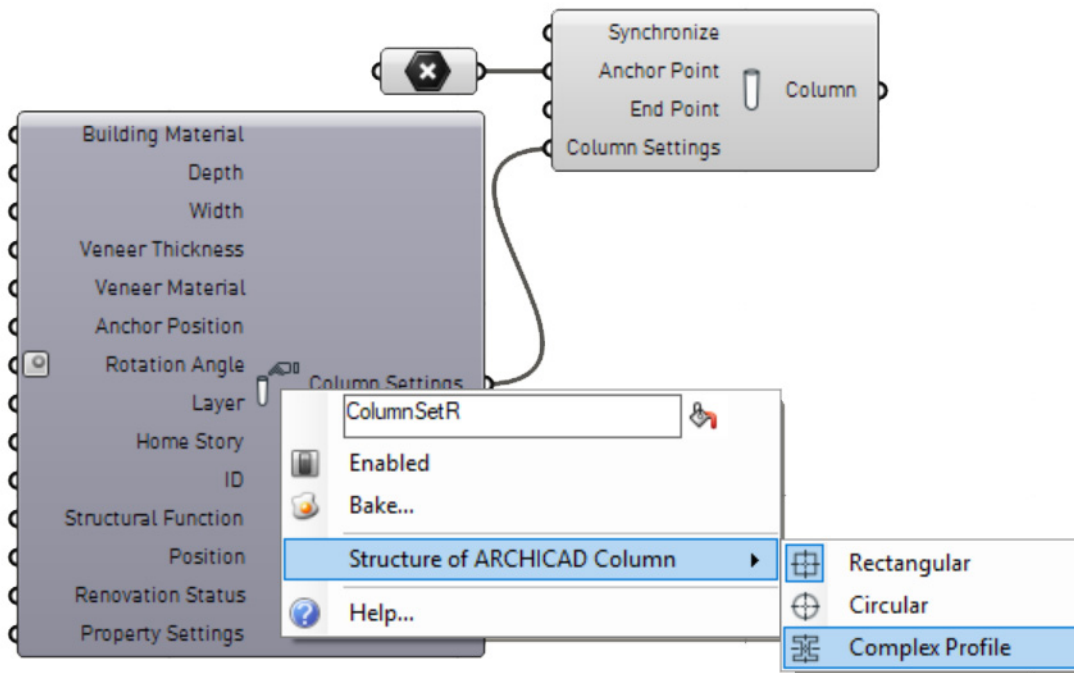 Synchronize
Anchor Point
End Point
Column Settings
Column
Building Material
Depth
Width
Veneer Thickness
Veneer Material
Anchor Position
Rotation Angle
Layer
Home Story
ID
Structural Function
Position
Renovation Status
Property Settings
Column Settings
ColumnSetR
Enabled
Bake...
Structure of ARCHICAD Column
Help...
Rectangular
Circular
Complex Profile